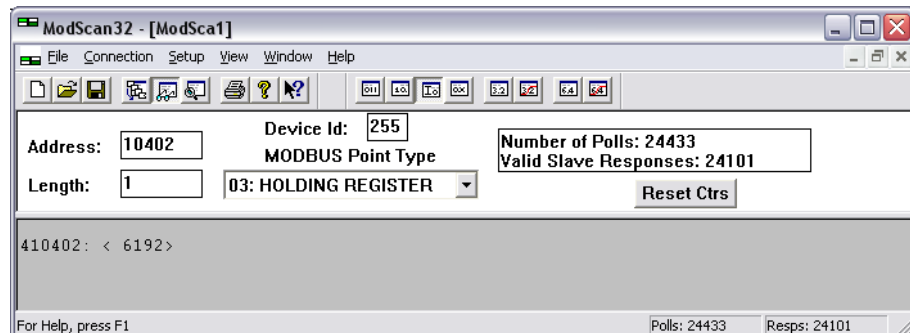 ModScan32 - [ModSca1]
File Connection Setup View Window Help
Address: 10402
Device Id: 255
MODBUS Point Type
Length: 1
03: HOLDING REGISTER
Number of Polls: 24433
Valid Slave Responses: 24101
Reset Ctrs
410402: < 6192>
For Help, press F1
Polls: 24433
Resps: 24101